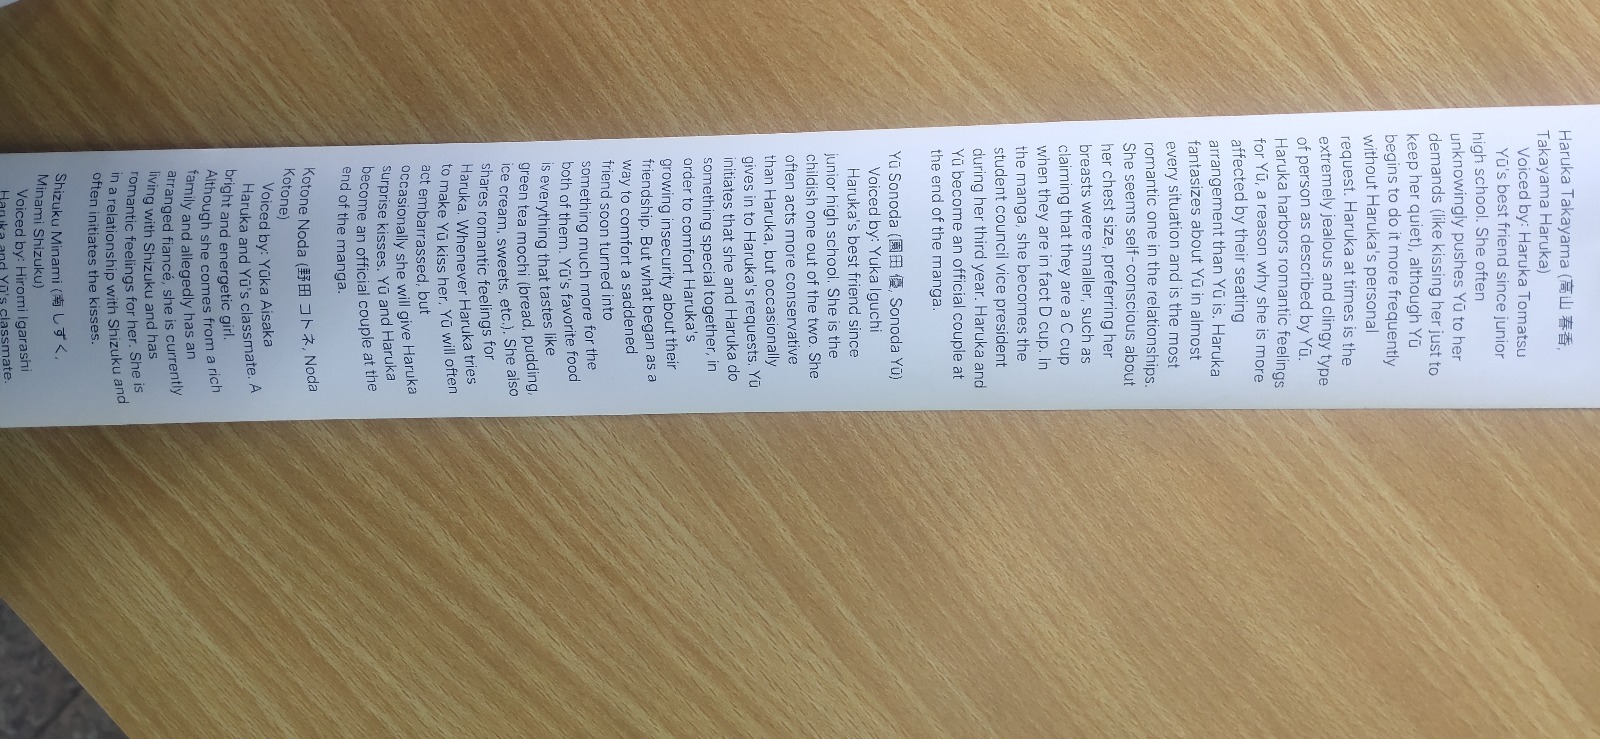 Haruka Takayama (高山 春香,
Takayama Haruka)
Voiced by: Haruka Tomatsu
Yū's best friend since junior
high school. She often
unknowingly pushes Yū to her
demands (like kissing her just to
keep her quiet), although Yū
begins to do it more frequently
without Haruka's personal
request. Haruka at times is the
extremely jealous and clingy type
of person as described by Yū.
Haruka harbors romantic feelings
for Yū, a reason why she is more
affected by their seating
arrangement than Yū is. Haruka
fantasizes about Yū in almost
every situation and is the most
romantic one in the relationships.
She seems self-conscious about
her chest size, preferring her
breasts were smaller, such as
claiming that they are a C cup
when they are in fact D cup. In
the manga, she becomes the
student council vice president
during her third year. Haruka and
Yū become an official couple at
the end of the manga.
Yū Sonoda (園田 優, Sonoda Yū)
Voiced by: Yuka Iguchi
Haruka's best friend since
junior high school. She is the
childish one out of the two. She
often acts more conservative
than Haruka, but occasionally
gives in to Haruka's requests. Yū
initiates that she and Haruka do
something special together, in
order to comfort Haruka's
growing insecurity about their
friendship. But what began as a
way to comfort a saddened
friend soon turned into
something much more for the
both of them. Yū's favorite food
is everything that tastes like
green tea mochi (bread, pudding,
ice cream, sweets, etc.). She also
shares romantic feelings for
Haruka. Whenever Haruka tries
to make Yū kiss her, Yū will often
act embarrassed, but
occasionally she will give Haruka
surprise kisses. Yū and Haruka
become an official couple at the
end of the manga.
Kotone Noda (野田 コトネ, Noda
Kotone)
Voiced by: Yūka Aisaka
Haruka and Yū's classmate. A
bright and energetic girl.
Although she comes from a rich
family and allegedly has an
arranged fiancé, she is currently
living with Shizuku and has
romantic feelings for her. She is
in a relationship with Shizuku and
often initiates the kisses.
Shizuku Minami (南 しずく,
Minami Shizuku)
Voiced by: Hiromi Igarashi
Haruka and Yū's classmate.